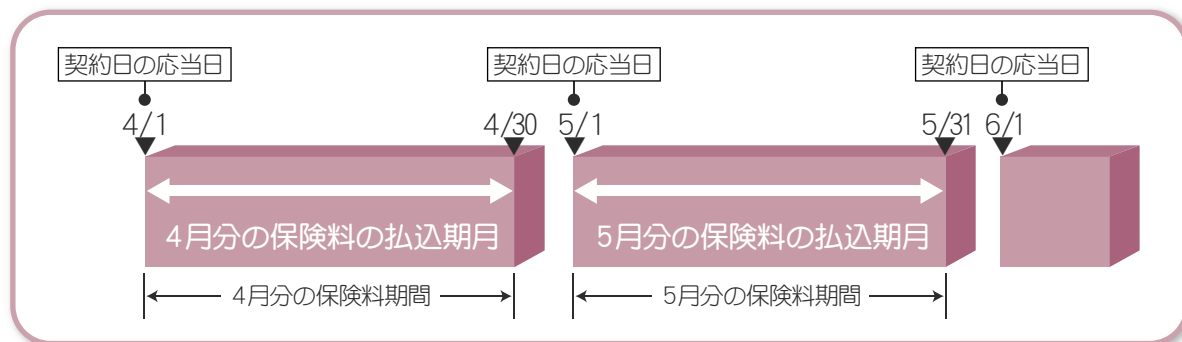 契約日の応当日 契約日の応当日 契約日の応当日
4/1 4/30 5/1 5/31 6/1
4月分の保険料の払込期月 5月分の保険料の払込期月
4月分の保険料期間 5月分の保険料期間